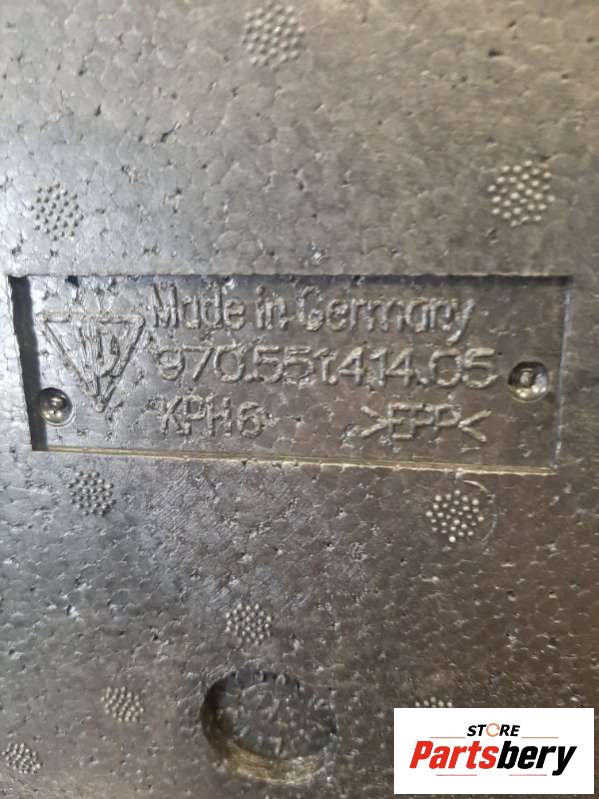 Made in Germany
970.551.414.05
KPH6 >EPP<
STORE
Partsbery